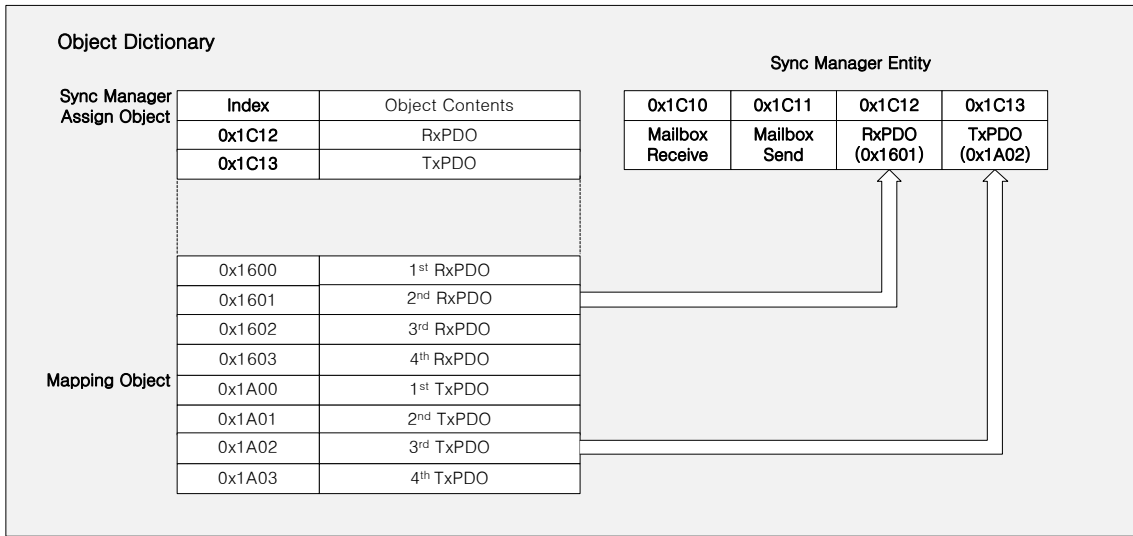 Object Dictionary
Sync Manager Entity
Sync Manager
Assign Object
Index Object Contents
0x1C12 RxPDO
0x1C13 TxPDO
0x1C10 0x1C11 0x1C12 0x1C13
Mailbox Mailbox RxPDO TxPDO
Receive Send (0x1601) (0x1A02)
Mapping Object
0x1600 1st RxPDO
0x1601 2nd RxPDO
0x1602 3rd RxPDO
0x1603 4th RxPDO
0x1A00 1st TxPDO
0x1A01 2nd TxPDO
0x1A02 3rd TxPDO
0x1A03 4th TxPDO